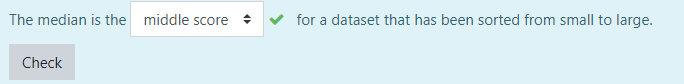 The median is the middle score for a dataset that has been sorted from small to large.
Check